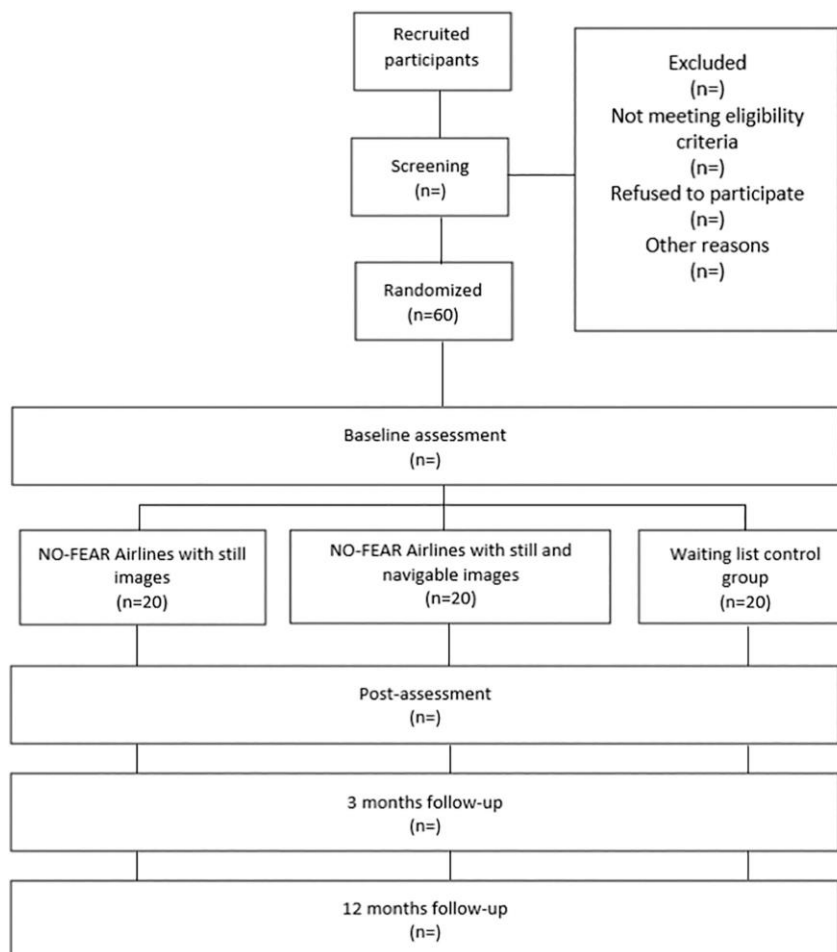 Recruited
participants
Excluded
(n=)
Not meeting eligibility
criteria
(n=)
Refused to participate
(n=)
Other reasons
(n=)
Screening
(n=)
Randomized
(n=60)
Baseline assessment
(n=)
NO-FEAR Airlines with still
images
(n=20)
NO-FEAR Airlines with still and
navigable images
(n=20)
Waiting list control
group
(n=20)
Post-assessment
(n=)
3 months follow-up
(n=)
12 months follow-up
(n=)